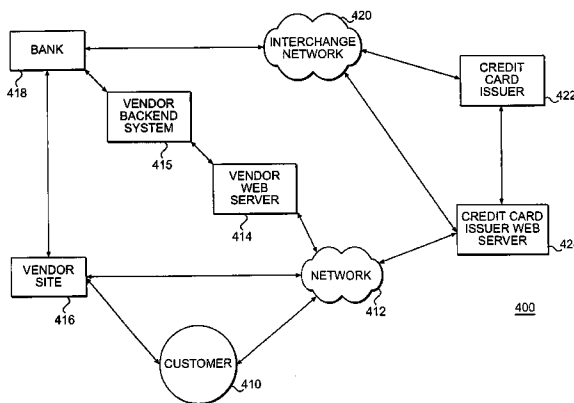 420
INTERCHANGE
NETWORK
BANK
418
CREDIT
CARD
ISSUER
422
VENDOR
BACKEND
SYSTEM
415
VENDOR
WEB
SERVER
414
CREDIT CARD
ISSUER WEB
SERVER
VENDOR
SITE
416
NETWORK
412
400
CUSTOMER
410